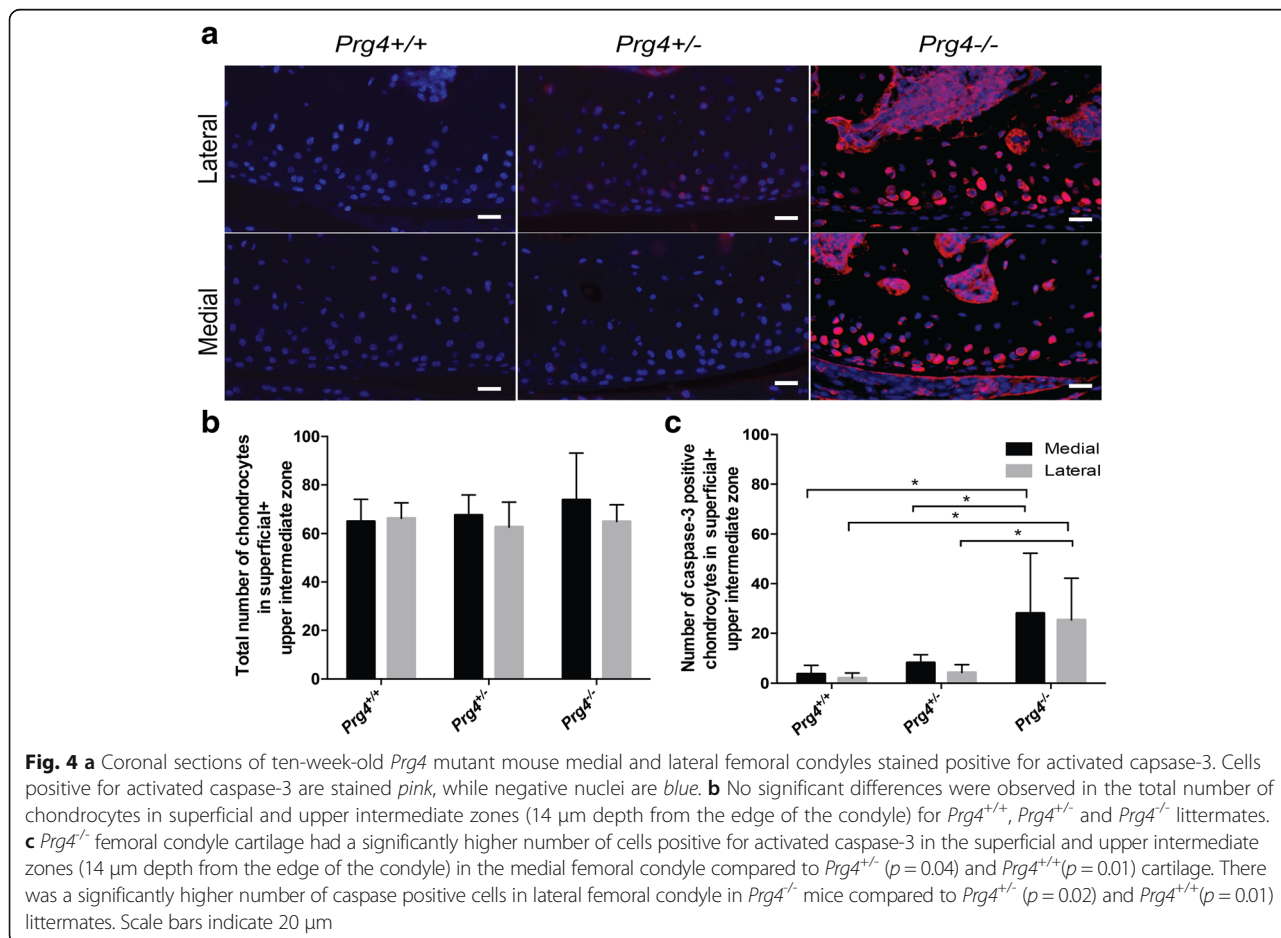 a
Prg4+/+ Prg4+/- Prg4-/-
Lateral
Medial
b
Total number of chondrocytes
in superficial+
upper intermediate zone
100
80
60
40
20
0
Prg4+/+ Prg4+/- Prg4-/-
c
Number of caspase-3 positive
chondrocytes in superficial+
upper intermediate zone
100
80
60
40
20
0
Medial
Lateral
*
*
*
*
Prg4+/+ Prg4+/- Prg4-/-
Fig. 4 a Coronal sections of ten-week-old Prg4 mutant mouse medial and lateral femoral condyles stained positive for activated capsase-3. Cells
positive for activated caspase-3 are stained pink, while negative nuclei are blue. b No significant differences were observed in the total number of
chondrocytes in superficial and upper intermediate zones (14 μm depth from the edge of the condyle) for Prg4+/+, Prg4+/- and Prg4-/- littermates.
c Prg4-/- femoral condyle cartilage had a significantly higher number of cells positive for activated caspase-3 in the superficial and upper intermediate
zones (14 μm depth from the edge of the condyle) in the medial femoral condyle compared to Prg4+/- (p = 0.04) and Prg4+/+(p = 0.01) cartilage. There
was a significantly higher number of caspase positive cells in lateral femoral condyle in Prg4-/- mice compared to Prg4+/- (p = 0.02) and Prg4+/+(p = 0.01)
littermates. Scale bars indicate 20 μm